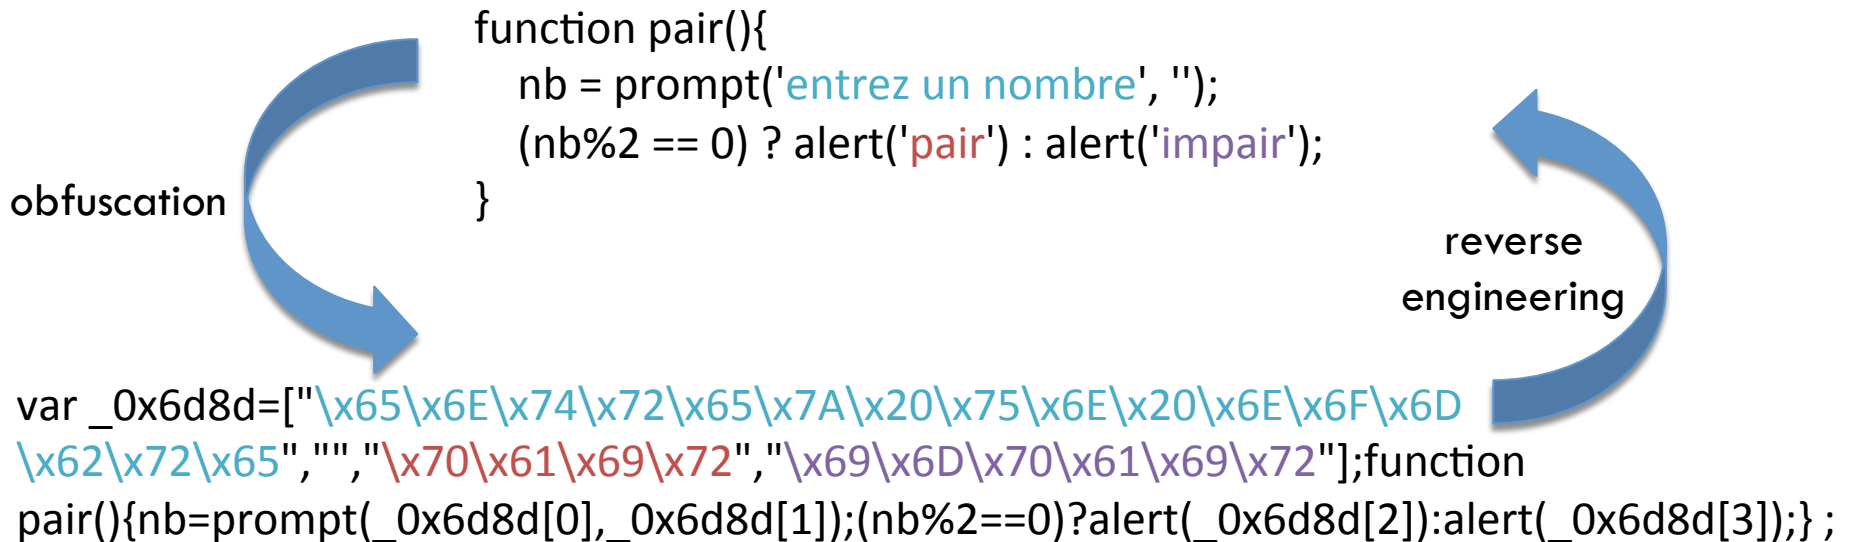 function pair(){
nb = prompt('entrez un nombre', '');
(nb%2 == 0) ? alert('pair') : alert('impair');
}
obfuscation
reverse
engineering
var _0x6d8d=["\x65\x6E\x74\x72\x65\x7A\x20\x75\x6E\x20\x6E\x6F\x6D
\x62\x72\x65","","\x70\x61\x69\x72","\x69\x6D\x70\x61\x69\x72"];function
pair(){nb=prompt(_0x6d8d[0],_0x6d8d[1]);(nb%2==0)?alert(_0x6d8d[2]):alert(_0x6d8d[3]);} ;